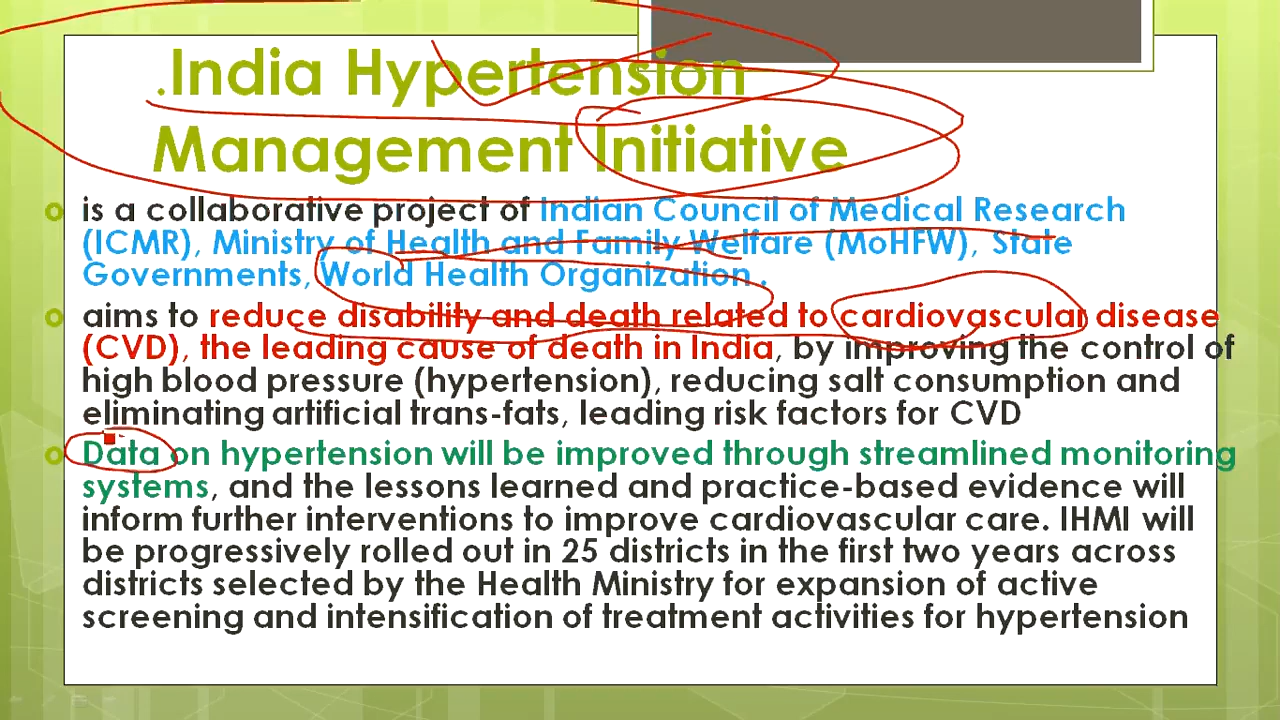 .India Hypertension
Management Initiative
is a collaborative project of Indian Council of Medical Research
(ICMR), Ministry of Health and Family Welfare (MoHFW), State
Governments, World Health Organization .
aims to reduce disability and death related to cardiovascular disease
(CVD), the leading cause of death in India, by improving the control of
high blood pressure (hypertension), reducing salt consumption and
eliminating artificial trans-fats, leading risk factors for CVD
Data on hypertension will be improved through streamlined monitoring
systems, and the lessons learned and practice-based evidence will
inform further interventions to improve cardiovascular care. IHMI will
be progressively rolled out in 25 districts in the first two years across
districts selected by the Health Ministry for expansion of active
screening and intensification of treatment activities for hypertension